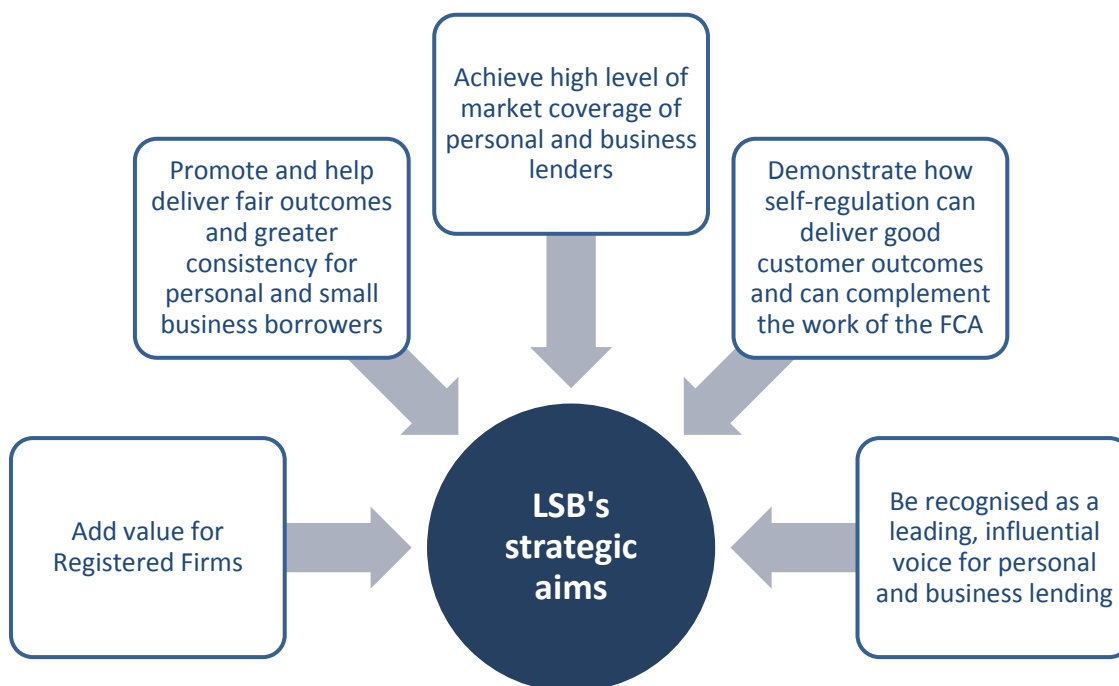 Achieve high level of
market coverage of
personal and business
lenders
Promote and help
deliver fair outcomes
and greater
consistency for
personal and small
business borrowers
Demonstrate how
self-regulation can
deliver good
customer outcomes
and can complement
the work of the FCA
Add value for
Registered Firms
LSB's
strategic
aims
Be recognised as a
leading, influential
voice for personal
and business lending